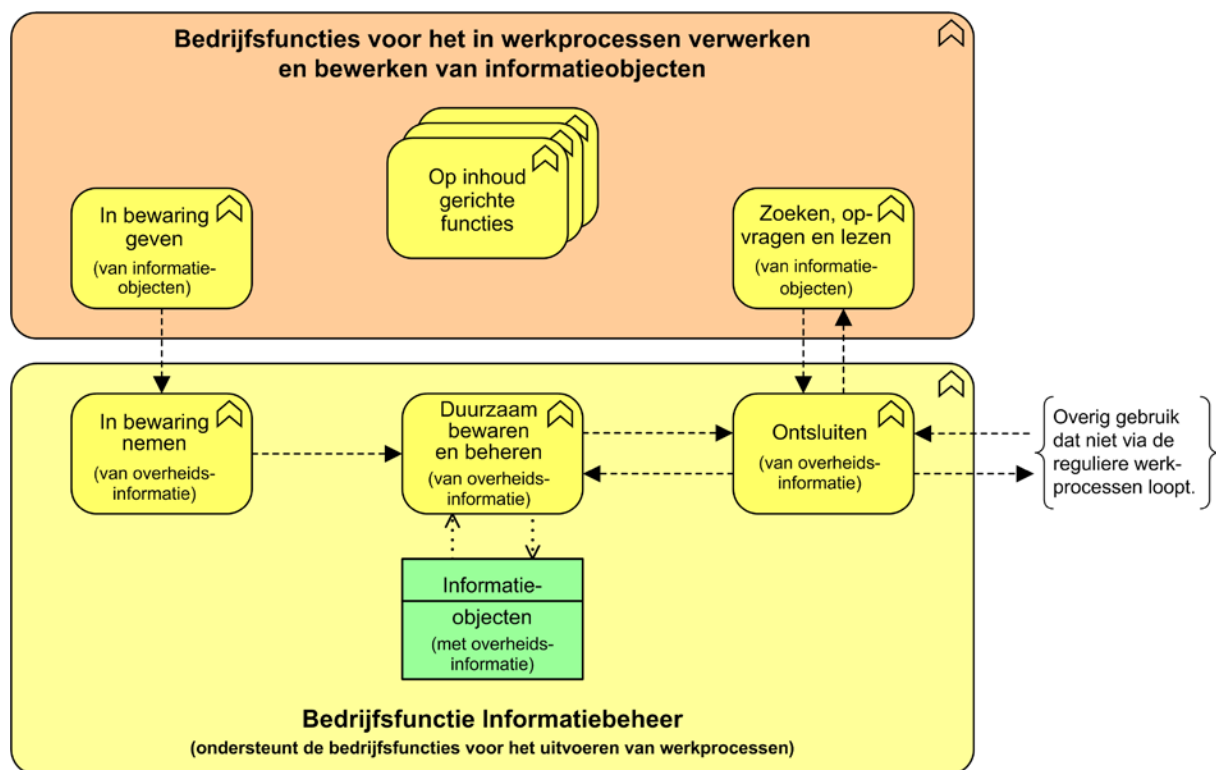 Bedrijfsfuncties voor het in werkprocessen verwerken
en bewerken van informatieobjecten
Op inhoud
gerichte
functies
In bewaring
geven
(van informatie-
objecten)
Zoeken, op-
vragen en lezen
(van informatie-
objecten)
In bewaring
nemen
(van overheids-
informatie)
Duurzaam
bewaren
en beheren
(van overheids-
informatie)
Ontsluiten
(van overheids-
informatie)
Overig gebruik
dat niet via de
reguliere werk-
processen loopt.
Informatie-
objecten
(met overheids-
informatie)
Bedrijfsfunctie Informatiebeheer
(ondersteunt de bedrijfsfuncties voor het uitvoeren van werkprocessen)